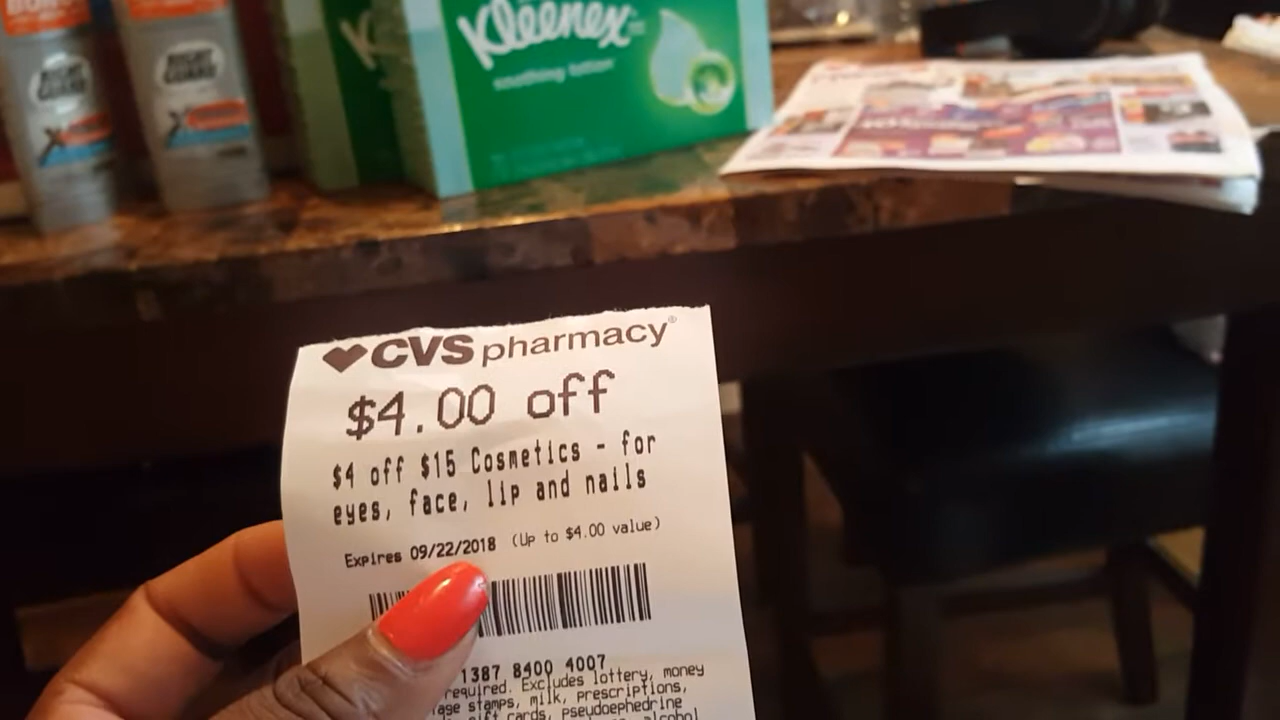 RIGHT
GUARD
RIGHT
GUARD
Kleenex
soothing lotion
CVS pharmacy®
$4.00 off
$4 off $15 Cosmetics - for
eyes, face, lip and nails
Expires 09/22/2018 (Up to $4.00 value)
1387 8400 4007
required. Excludes lottery, money
stamps, milk, prescriptions,
gift cards, pseudoephedrine
alcohol